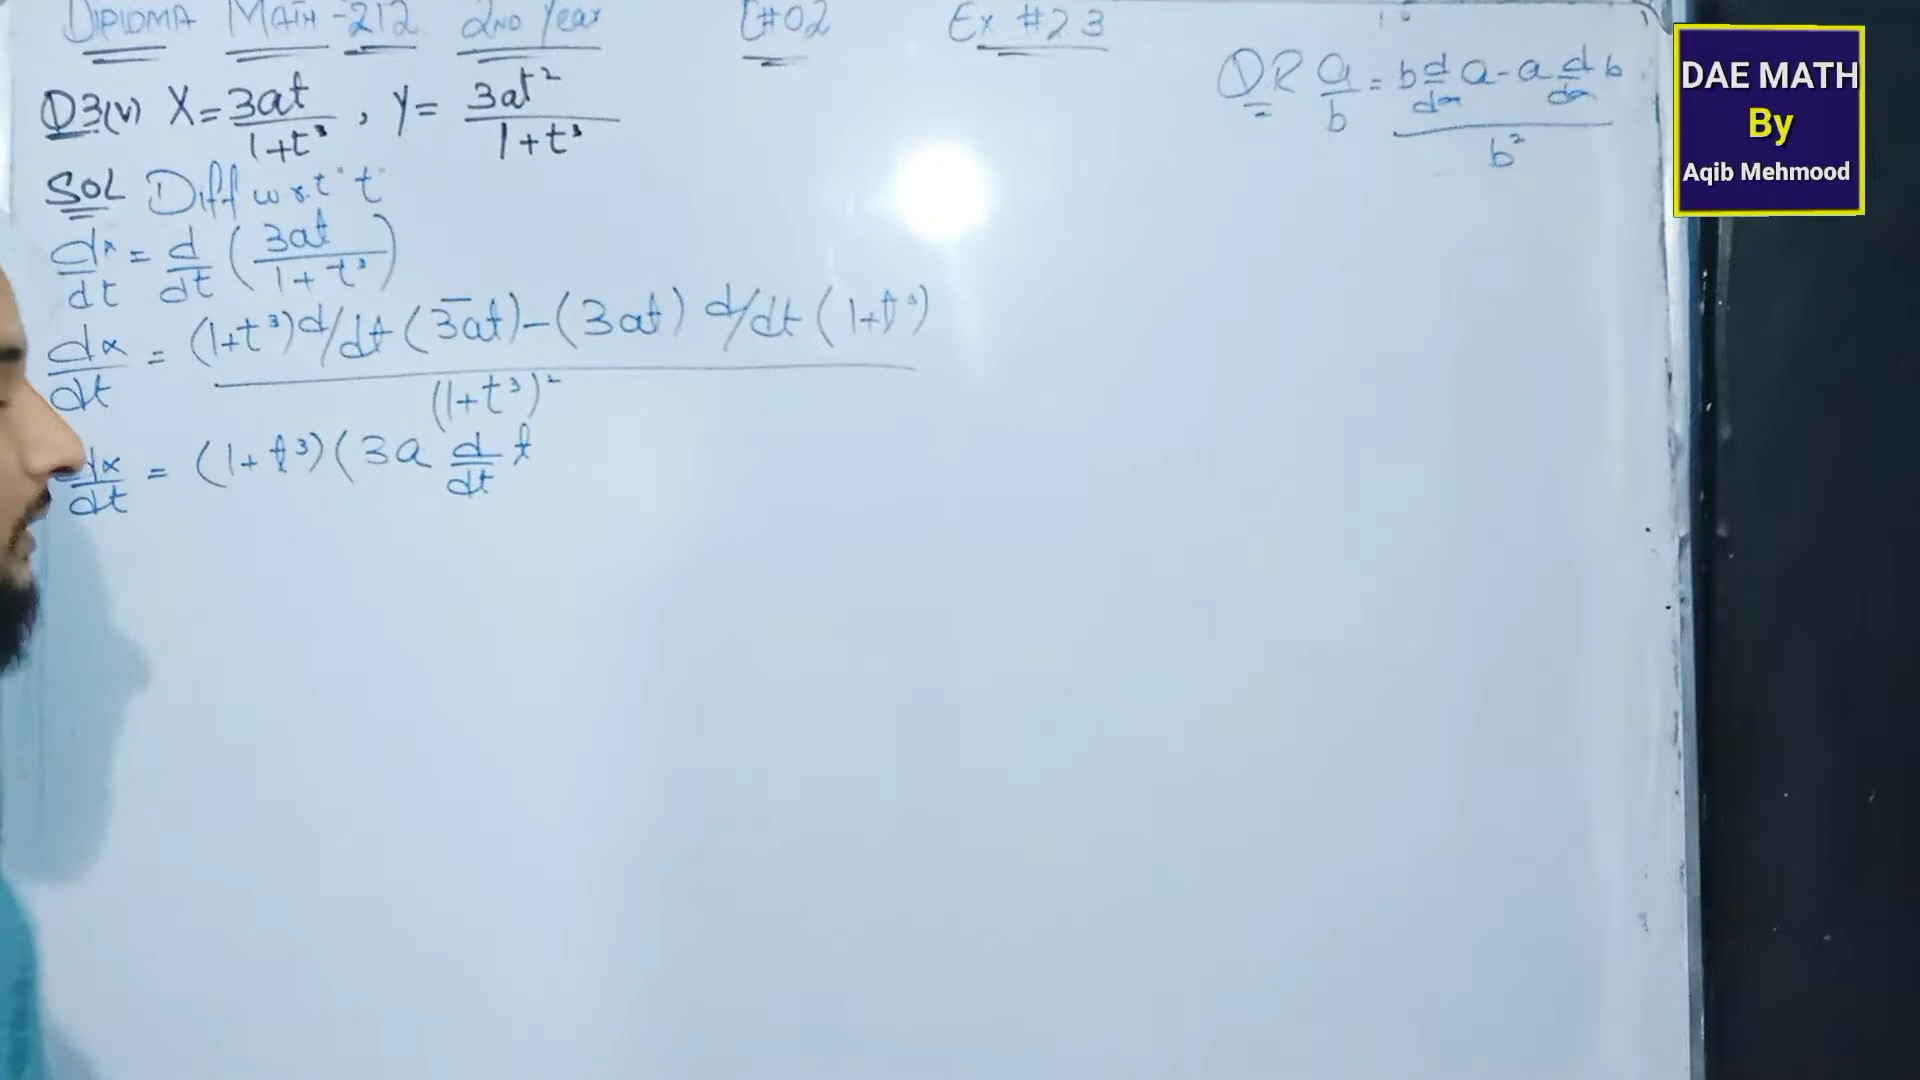 DIPLOMA MATH-212 2ND Year C#02 Ex #2.3
Q3(v) X = 3at/1+t³ , Y = 3at²/1+t³
QR a/b = b d/dx a - a d/dx b / b²
SOL Diff w.r.t 't'
dx/dt = d/dt (3at/1+t³)
dx/dt = (1+t³) d/dt (3at) - (3at) d/dt (1+t³) / (1+t³)²
dx/dt = (1+t³)(3a d/dt t
DAE MATH
By
Aqib Mehmood